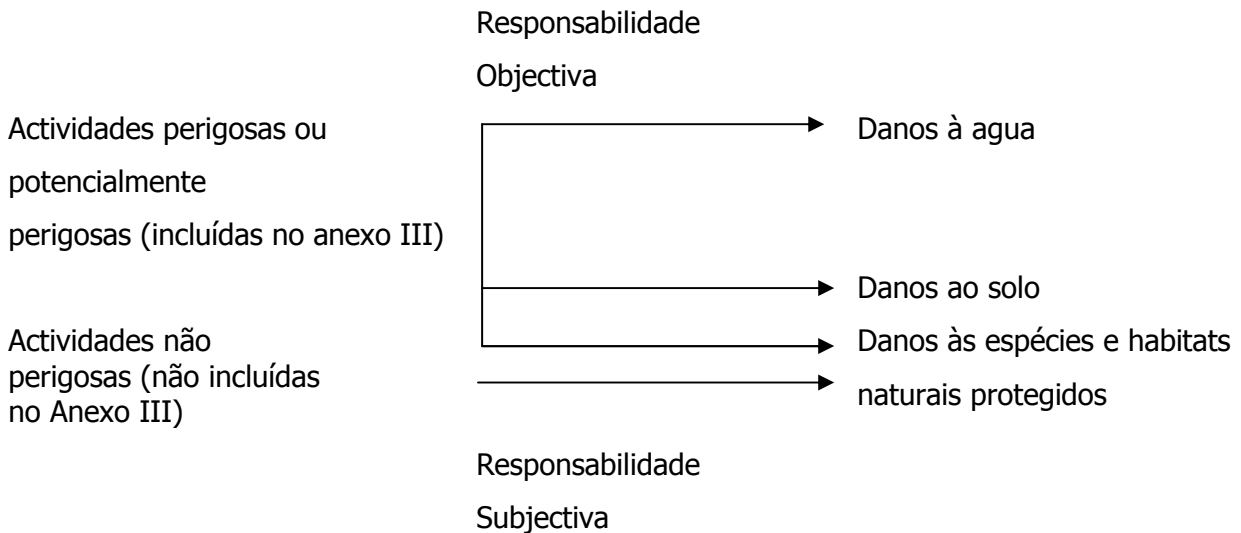 Responsabilidade
Objectiva
Actividades perigosas ou
potencialmente
perigosas (incluídas no anexo III)
Danos à agua
Danos ao solo
Actividades não
perigosas (não incluídas
no Anexo III)
Danos às espécies e habitats
naturais protegidos
Responsabilidade
Subjectiva